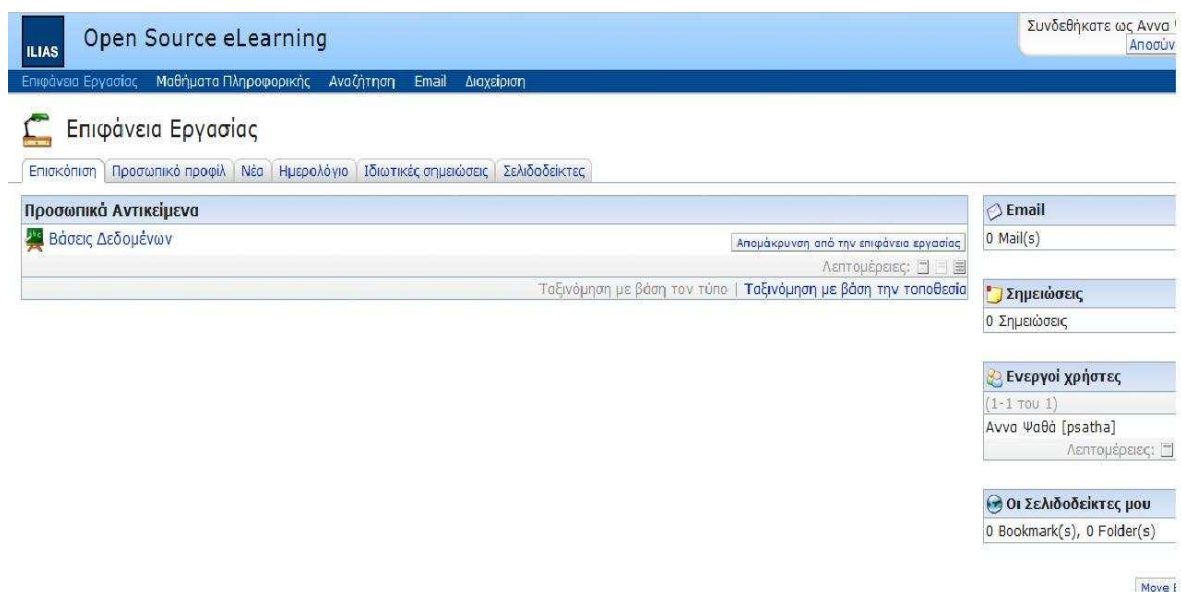 ILIAS Open Source eLearning
Συνδεθήκατε ως Αννα
Επιφάνεια Εργασίας Μαθήματα Πληροφορικής Αναζήτηση Email Διαχείριση
Επιφάνεια Εργασίας
Επισκόπιση Προσωπικό προφίλ Νέα Ημερολόγιο Ιδιωτικές σημειώσεις Σελιδοδείκτες
Προσωπικά Αντικείμενα
Βάσεις Δεδομένων
Απομάκρυνση από την επιφάνεια εργασίας
Λεπτομέρειες:
Ταξινόμηση με βάση τον τύπο | Ταξινόμηση με βάση την τοποθεσία
Email
0 Mail(s)
Σημειώσεις
0 Σημειώσεις
Ενεργοί χρήστες
(1-1 του 1)
Αννα Ψαθά [psatha]
Λεπτομέρειες:
Οι Σελιδοδείκτες μου
0 Bookmark(s), 0 Folder(s)
Move